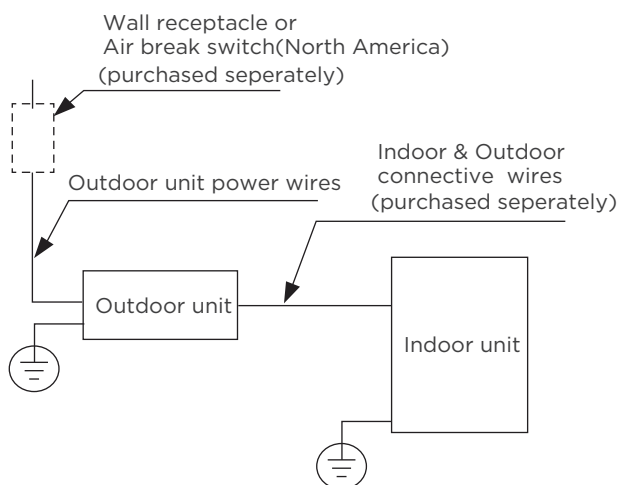 Wall receptacle or
Air break switch(North America)
(purchased seperately)
Indoor & Outdoor
connective wires
(purchased seperately)
Outdoor unit power wires
Outdoor unit
Indoor unit